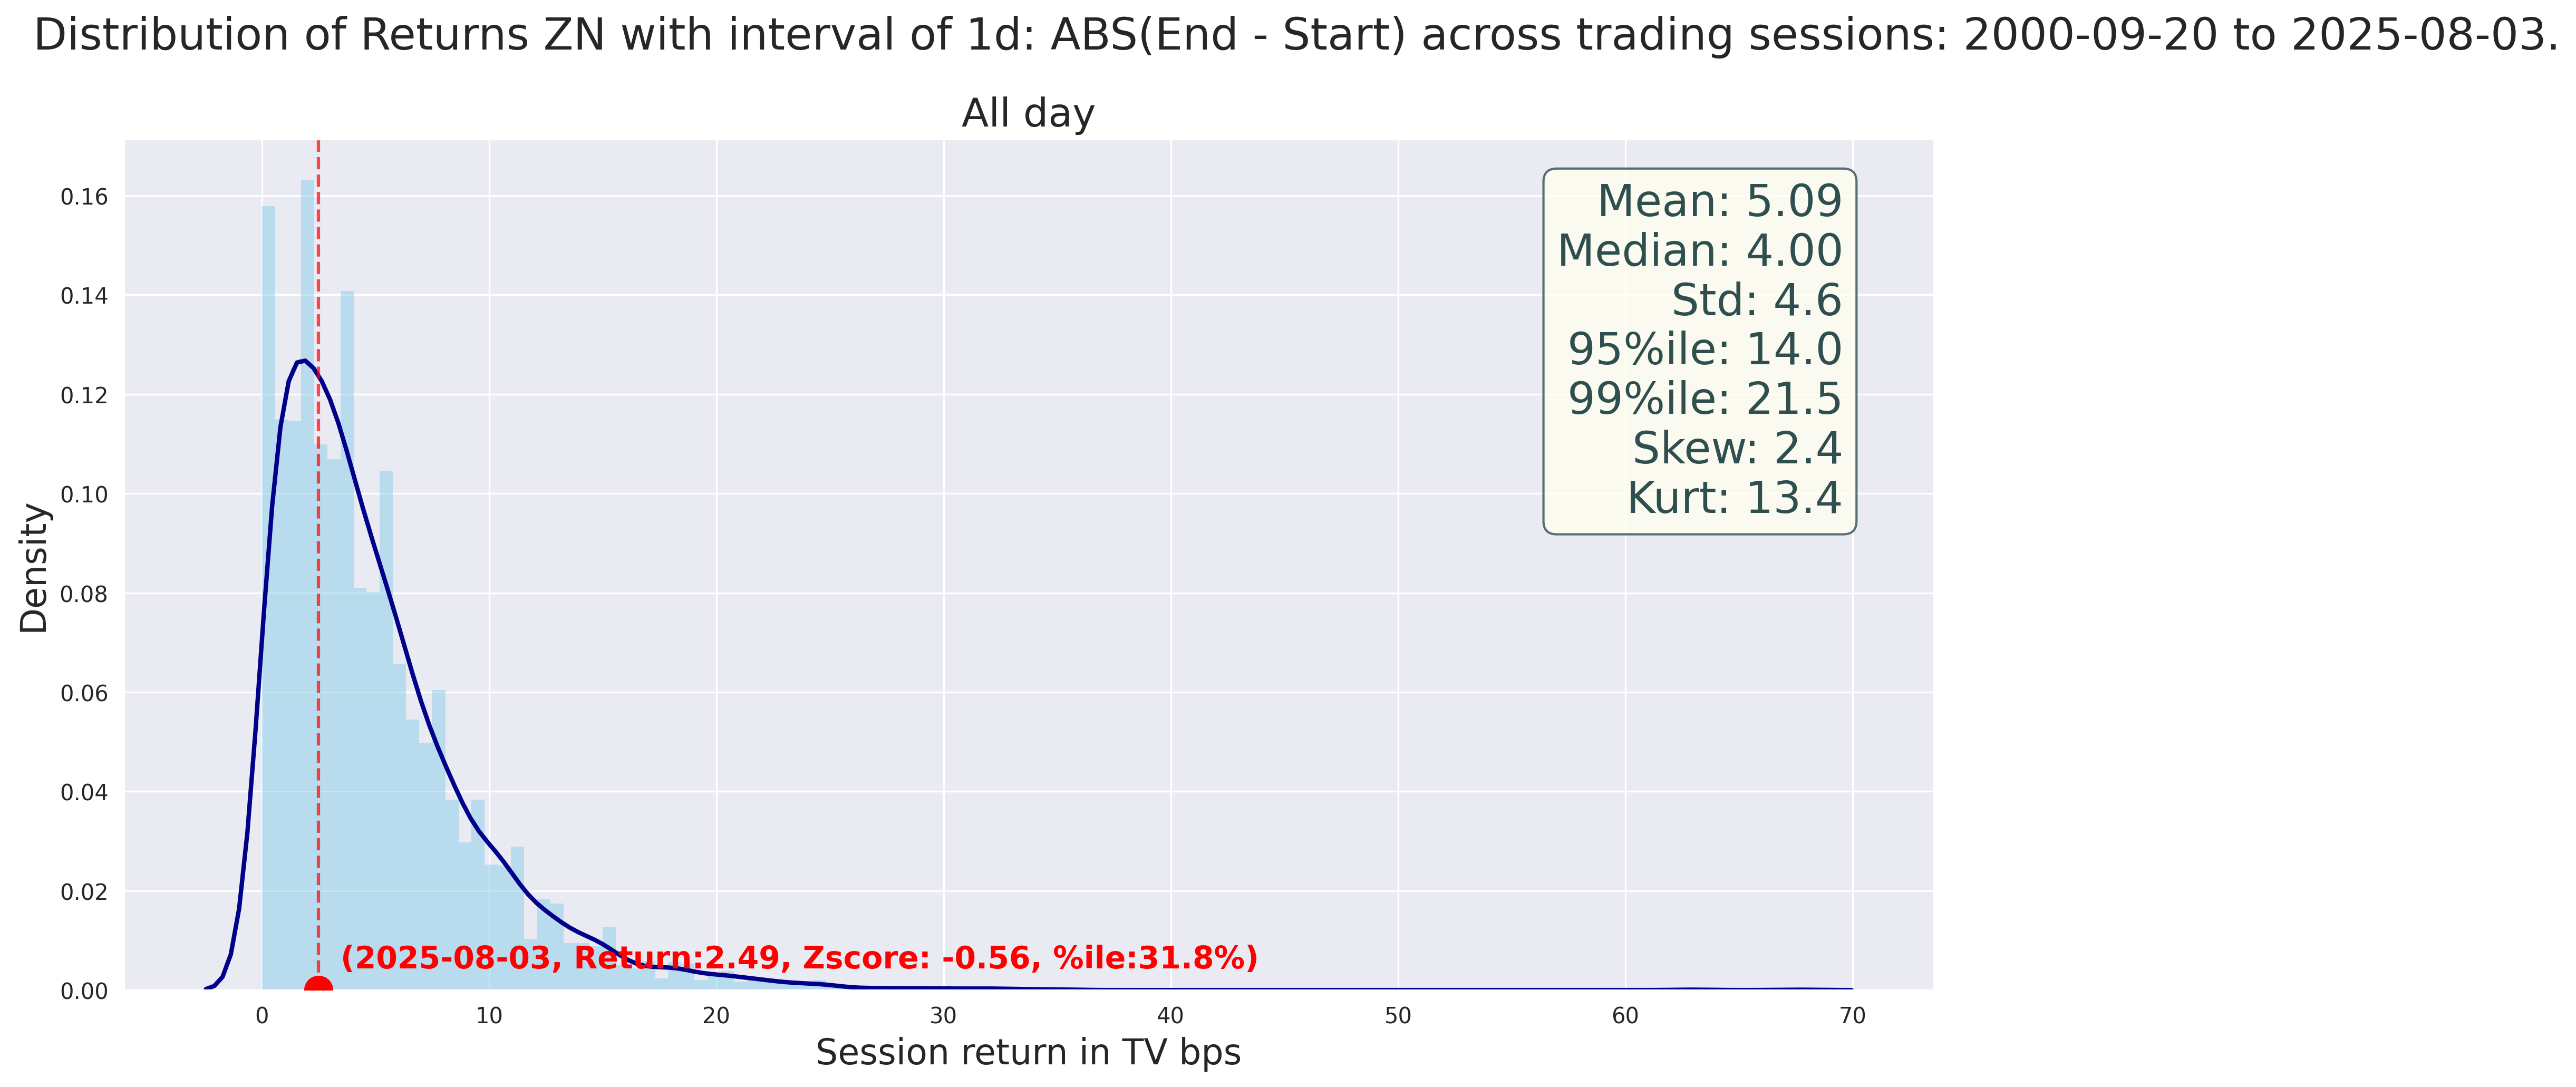 Distribution of Returns ZN with interval of 1d: ABS(End - Start) across trading sessions: 2000-09-20 to 2025-08-03.
All day
Mean: 5.09
Median: 4.00
Std: 4.6
95%ile: 14.0
99%ile: 21.5
Skew: 2.4
Kurt: 13.4
Density
0.16
0.14
0.12
0.10
0.08
0.06
0.04
0.02
0.00
(2025-08-03, Return:2.49, Zscore: -0.56, %ile:31.8%)
0 10 20 30 40 50 60 70
Session return in TV bps